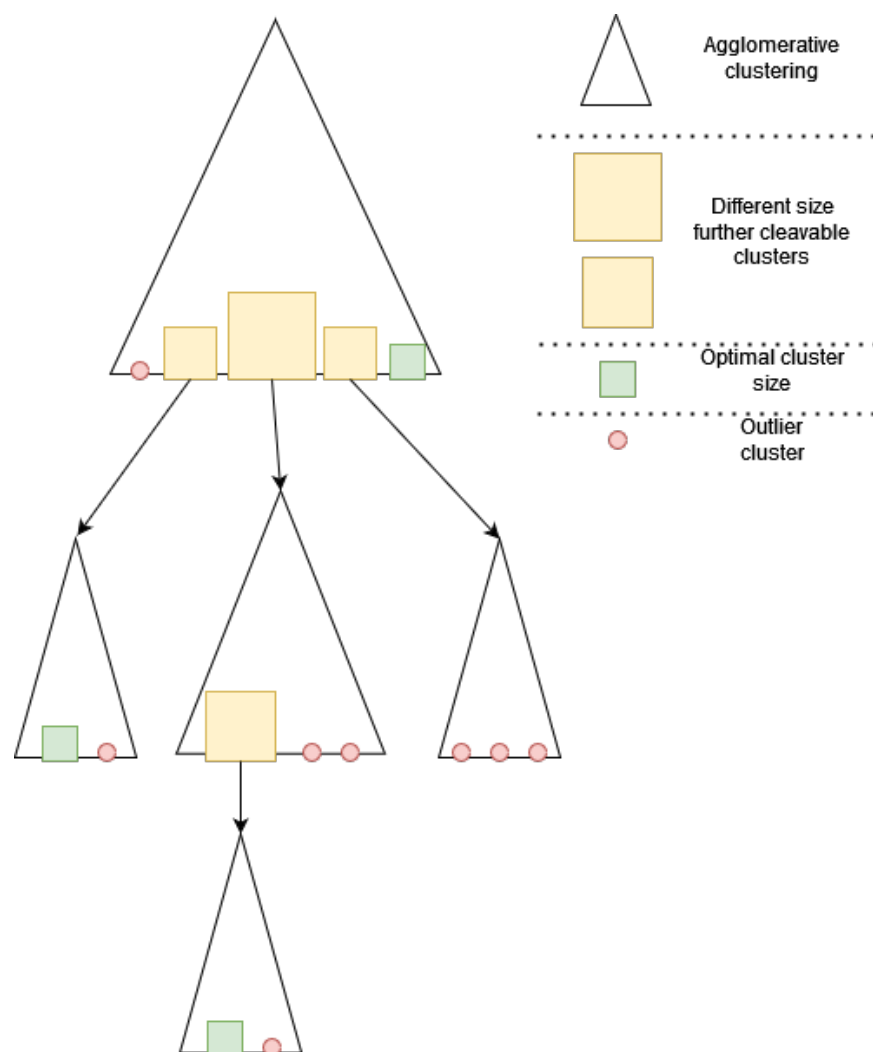 Agglomerative
clustering
Different size
further cleavable
clusters
Optimal cluster
size
Outlier
cluster